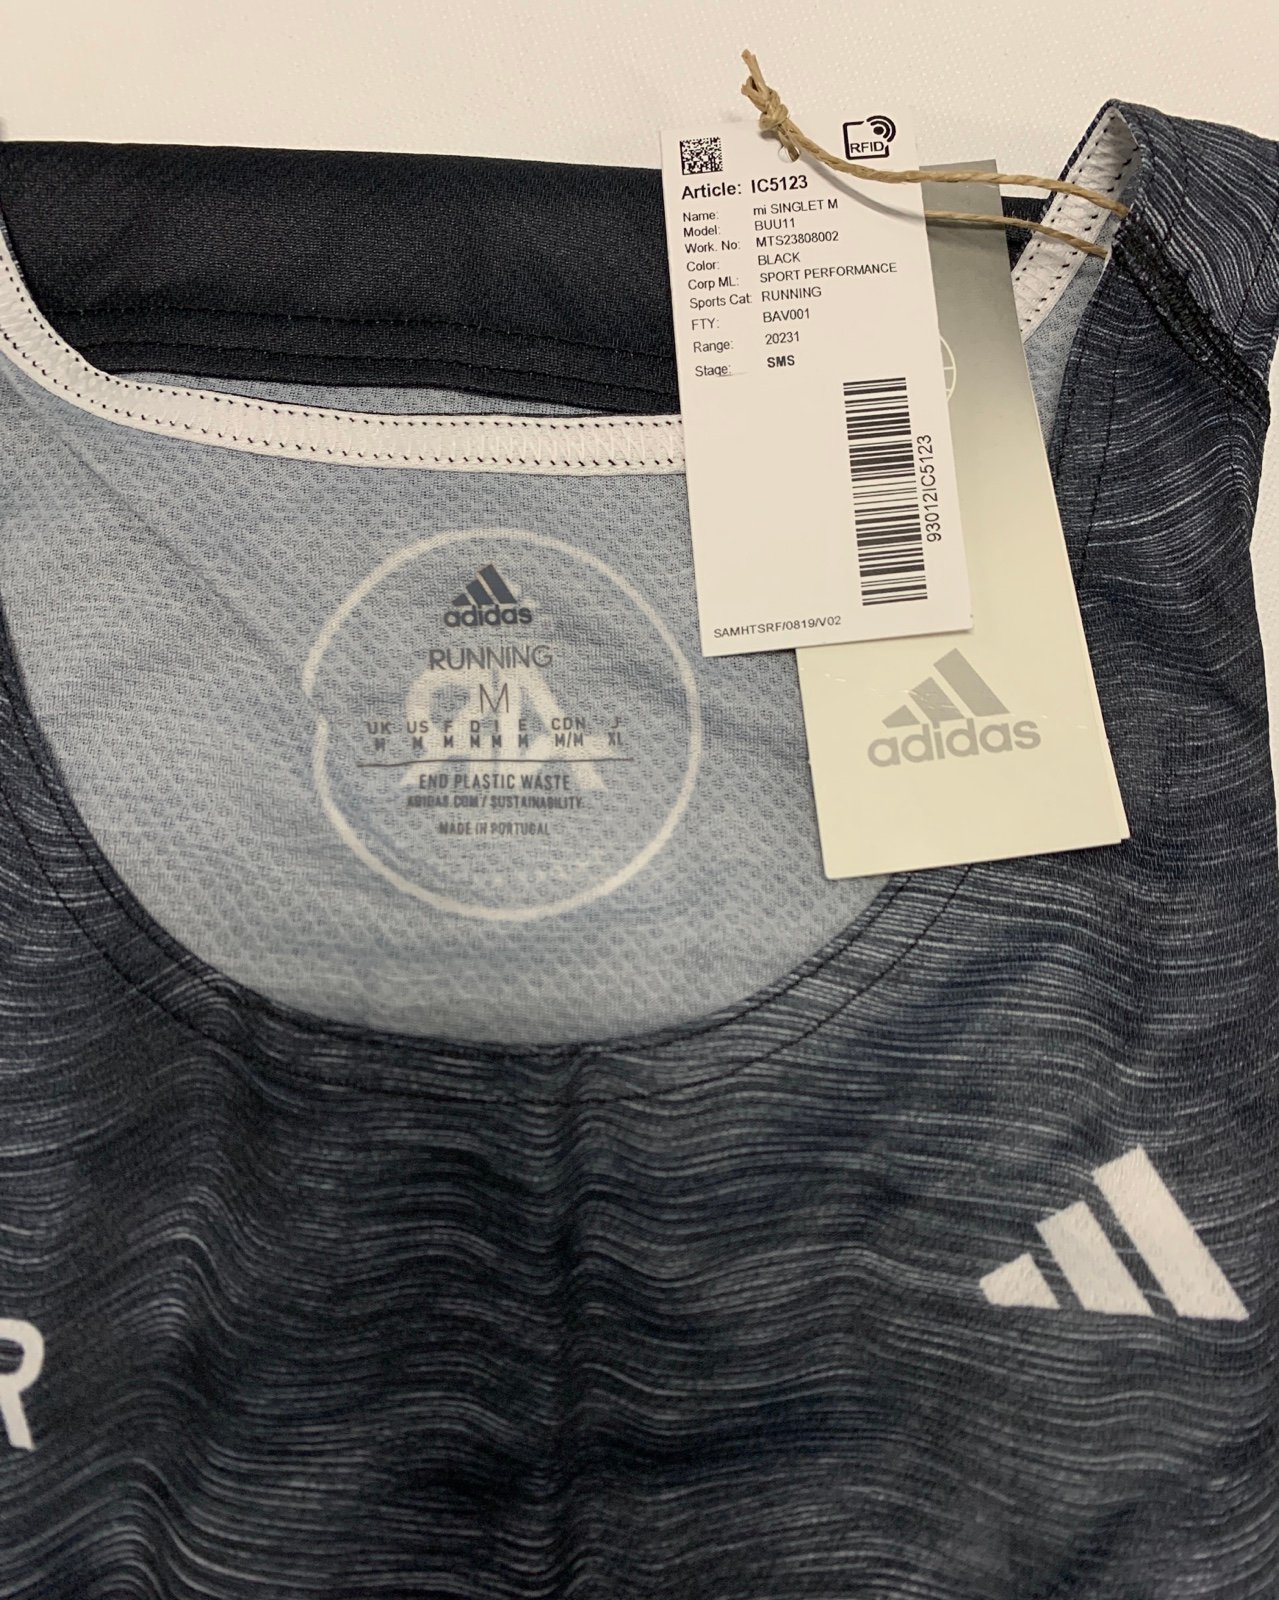 RFID
Article: IC5123
Name: mi SINGLET M
Model: BUU11
Work. No: MTS23808002
Color: BLACK
Corp ML: SPORT PERFORMANCE
Sports Cat: RUNNING
FTY: BAV001
Range: 20231
Stage: SMS
93012IC5123
SAMHTSRF/0819/V02
adidas
adidas
RUNNING
M
UK US F D I E CDN J
M M M N M M M/M XL
END PLASTIC WASTE
ADIDAS.COM/SUSTAINABILITY
MADE IN PORTUGAL
R